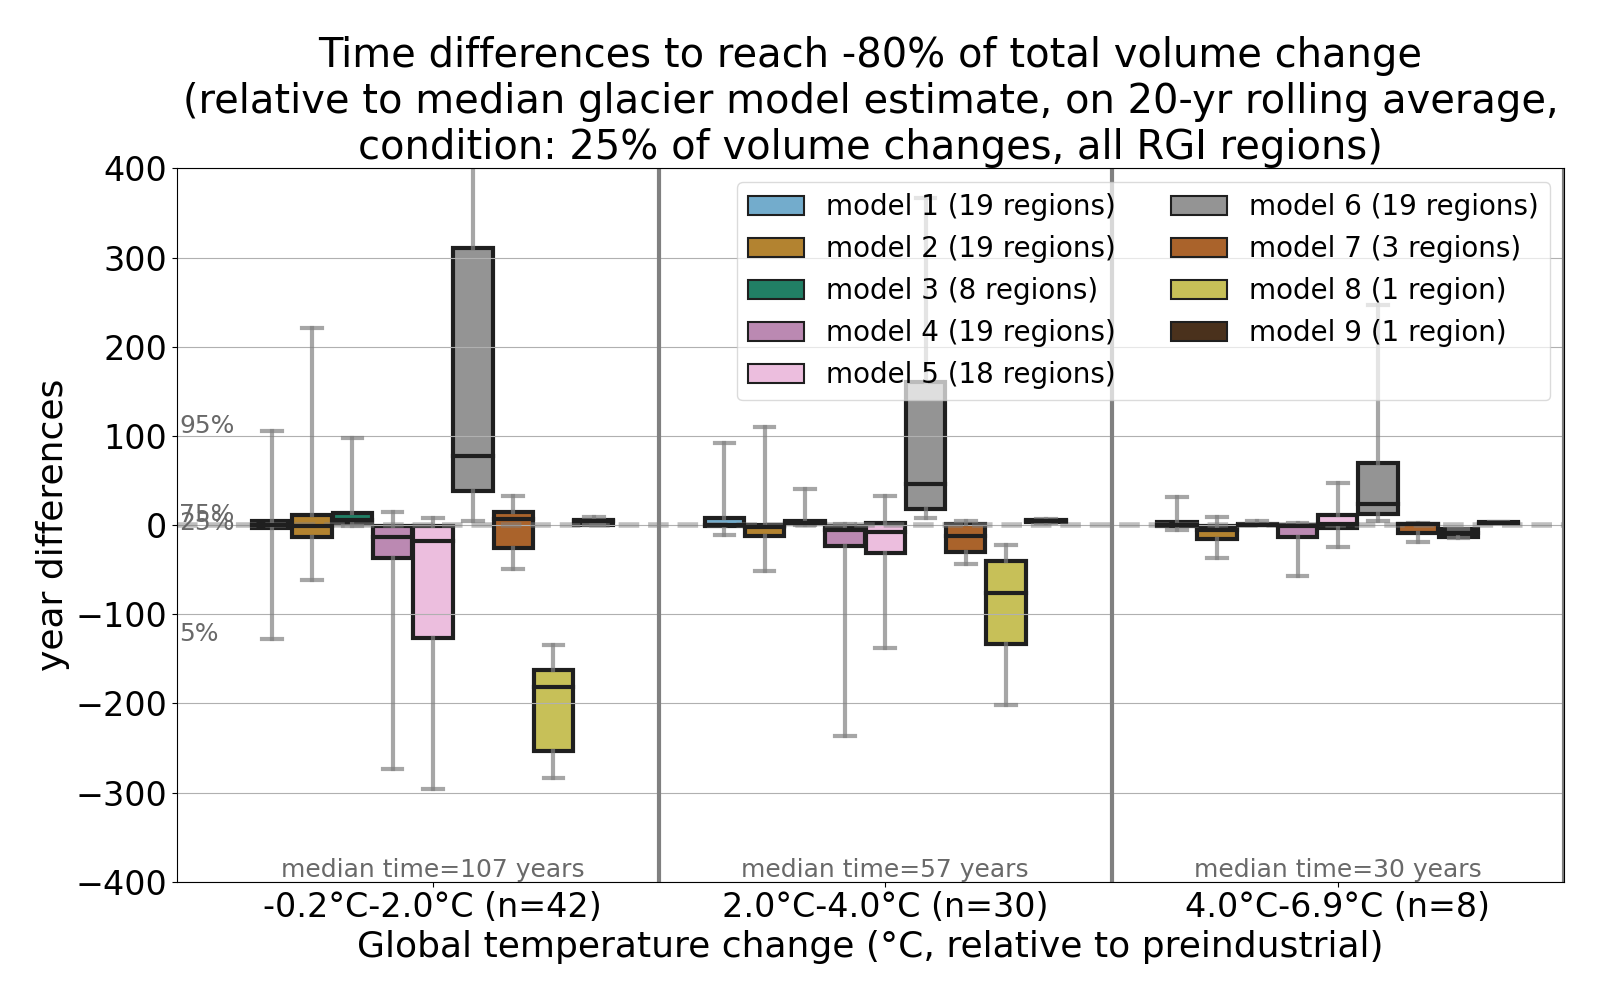 Time differences to reach -80% of total volume change
(relative to median glacier model estimate, on 20-yr rolling average,
condition: 25% of volume changes, all RGI regions)
400
300
200
100
0
−100
−200
−300
−400
year differences
95%
75%
25%
5%
model 1 (19 regions)
model 2 (19 regions)
model 3 (8 regions)
model 4 (19 regions)
model 5 (18 regions)
model 6 (19 regions)
model 7 (3 regions)
model 8 (1 region)
model 9 (1 region)
median time=107 years
median time=57 years
median time=30 years
-0.2°C-2.0°C (n=42)
2.0°C-4.0°C (n=30)
4.0°C-6.9°C (n=8)
Global temperature change (°C, relative to preindustrial)